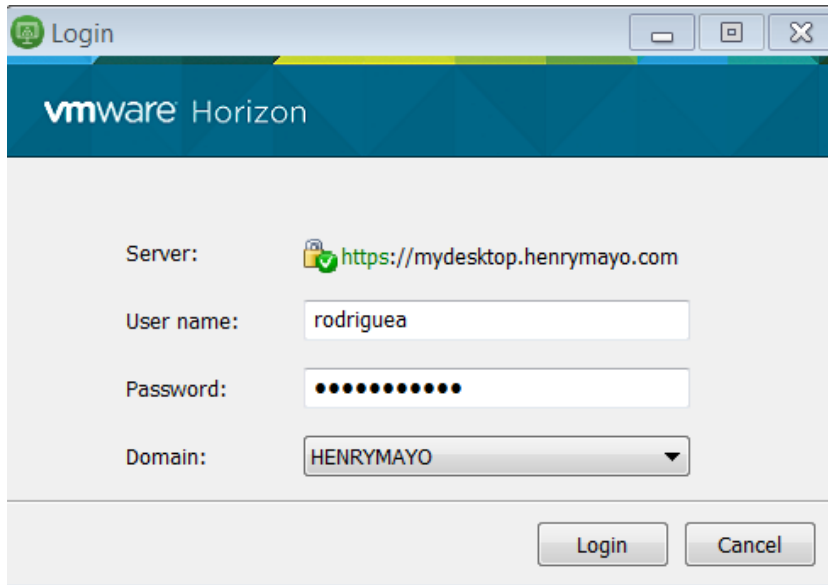 Login
vmware Horizon
Server: https://mydesktop.henrymayo.com
User name: rodriguea
Password: •••••••••••
Domain: HENRYMAYO
Login Cancel